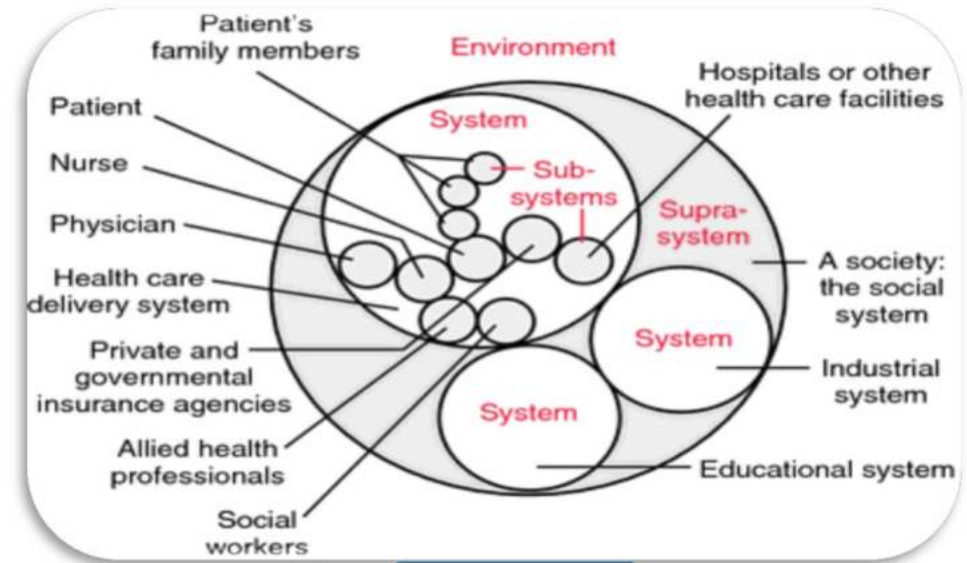 Patient's
family members
Environment
Hospitals or other
health care facilities
Patient
System
Nurse
Sub-
systems
Physician
Supra-
system
Health care
delivery system
A society:
the social
system
Private and
governmental
insurance agencies
System
Industrial
system
System
Allied health
professionals
Educational system
Social
workers